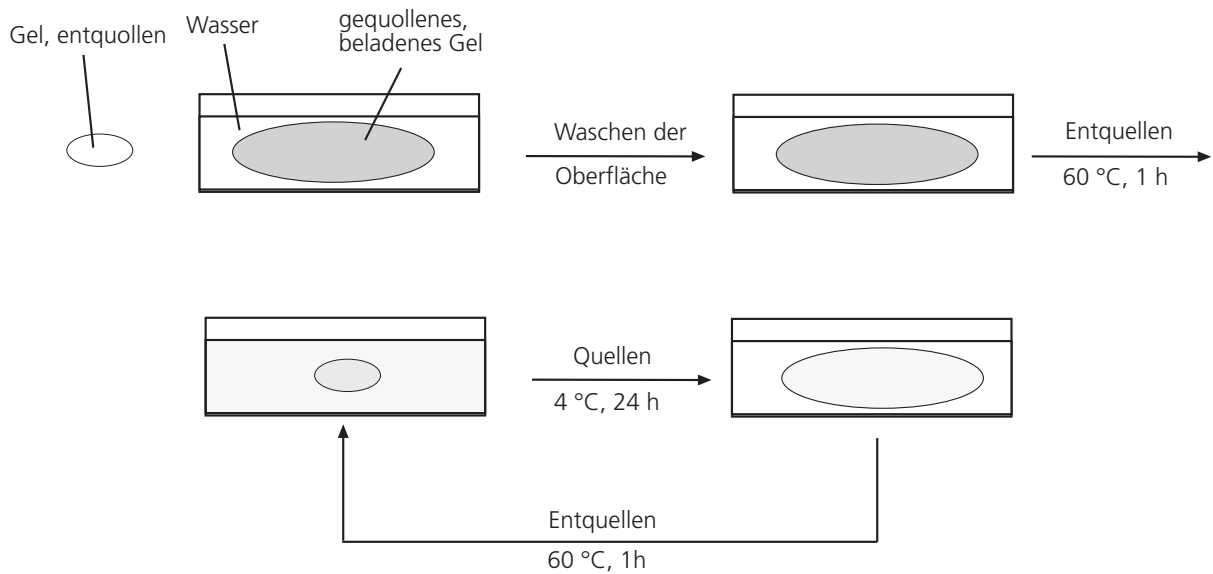 Gel, entquollen
Wasser
gequollenes,
beladenes Gel
Waschen der
Oberfläche
Entquellen
60 °C, 1 h
Quellen
4 °C, 24 h
Entquellen
60 °C, 1h